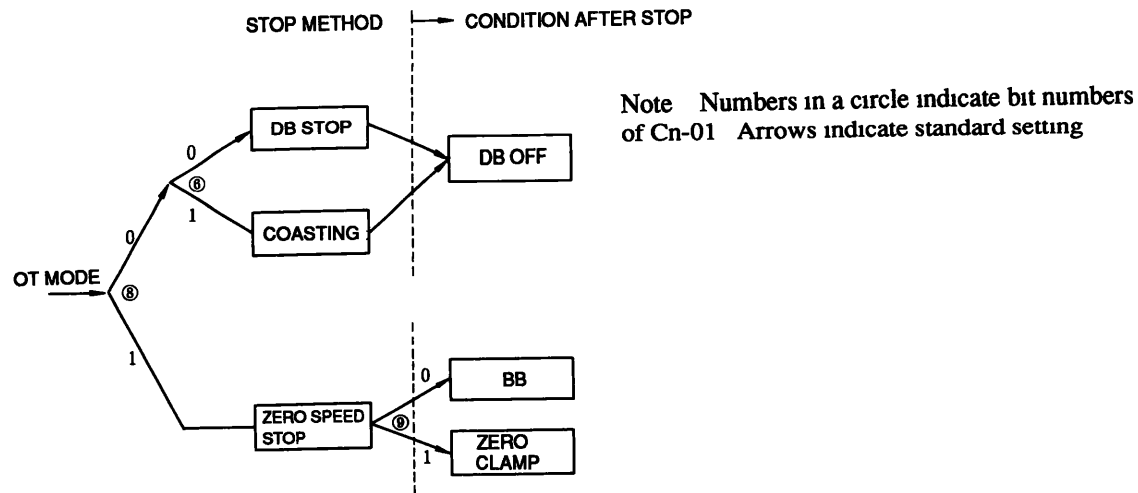 STOP METHOD
CONDITION AFTER STOP
Note Numbers in a circle indicate bit numbers
of Cn-01 Arrows indicate standard setting
DB STOP
0
⑥
DB OFF
1
COASTING
0
OT MODE
⑧
1
0
BB
ZERO SPEED
STOP
⑨
1
ZERO
CLAMP